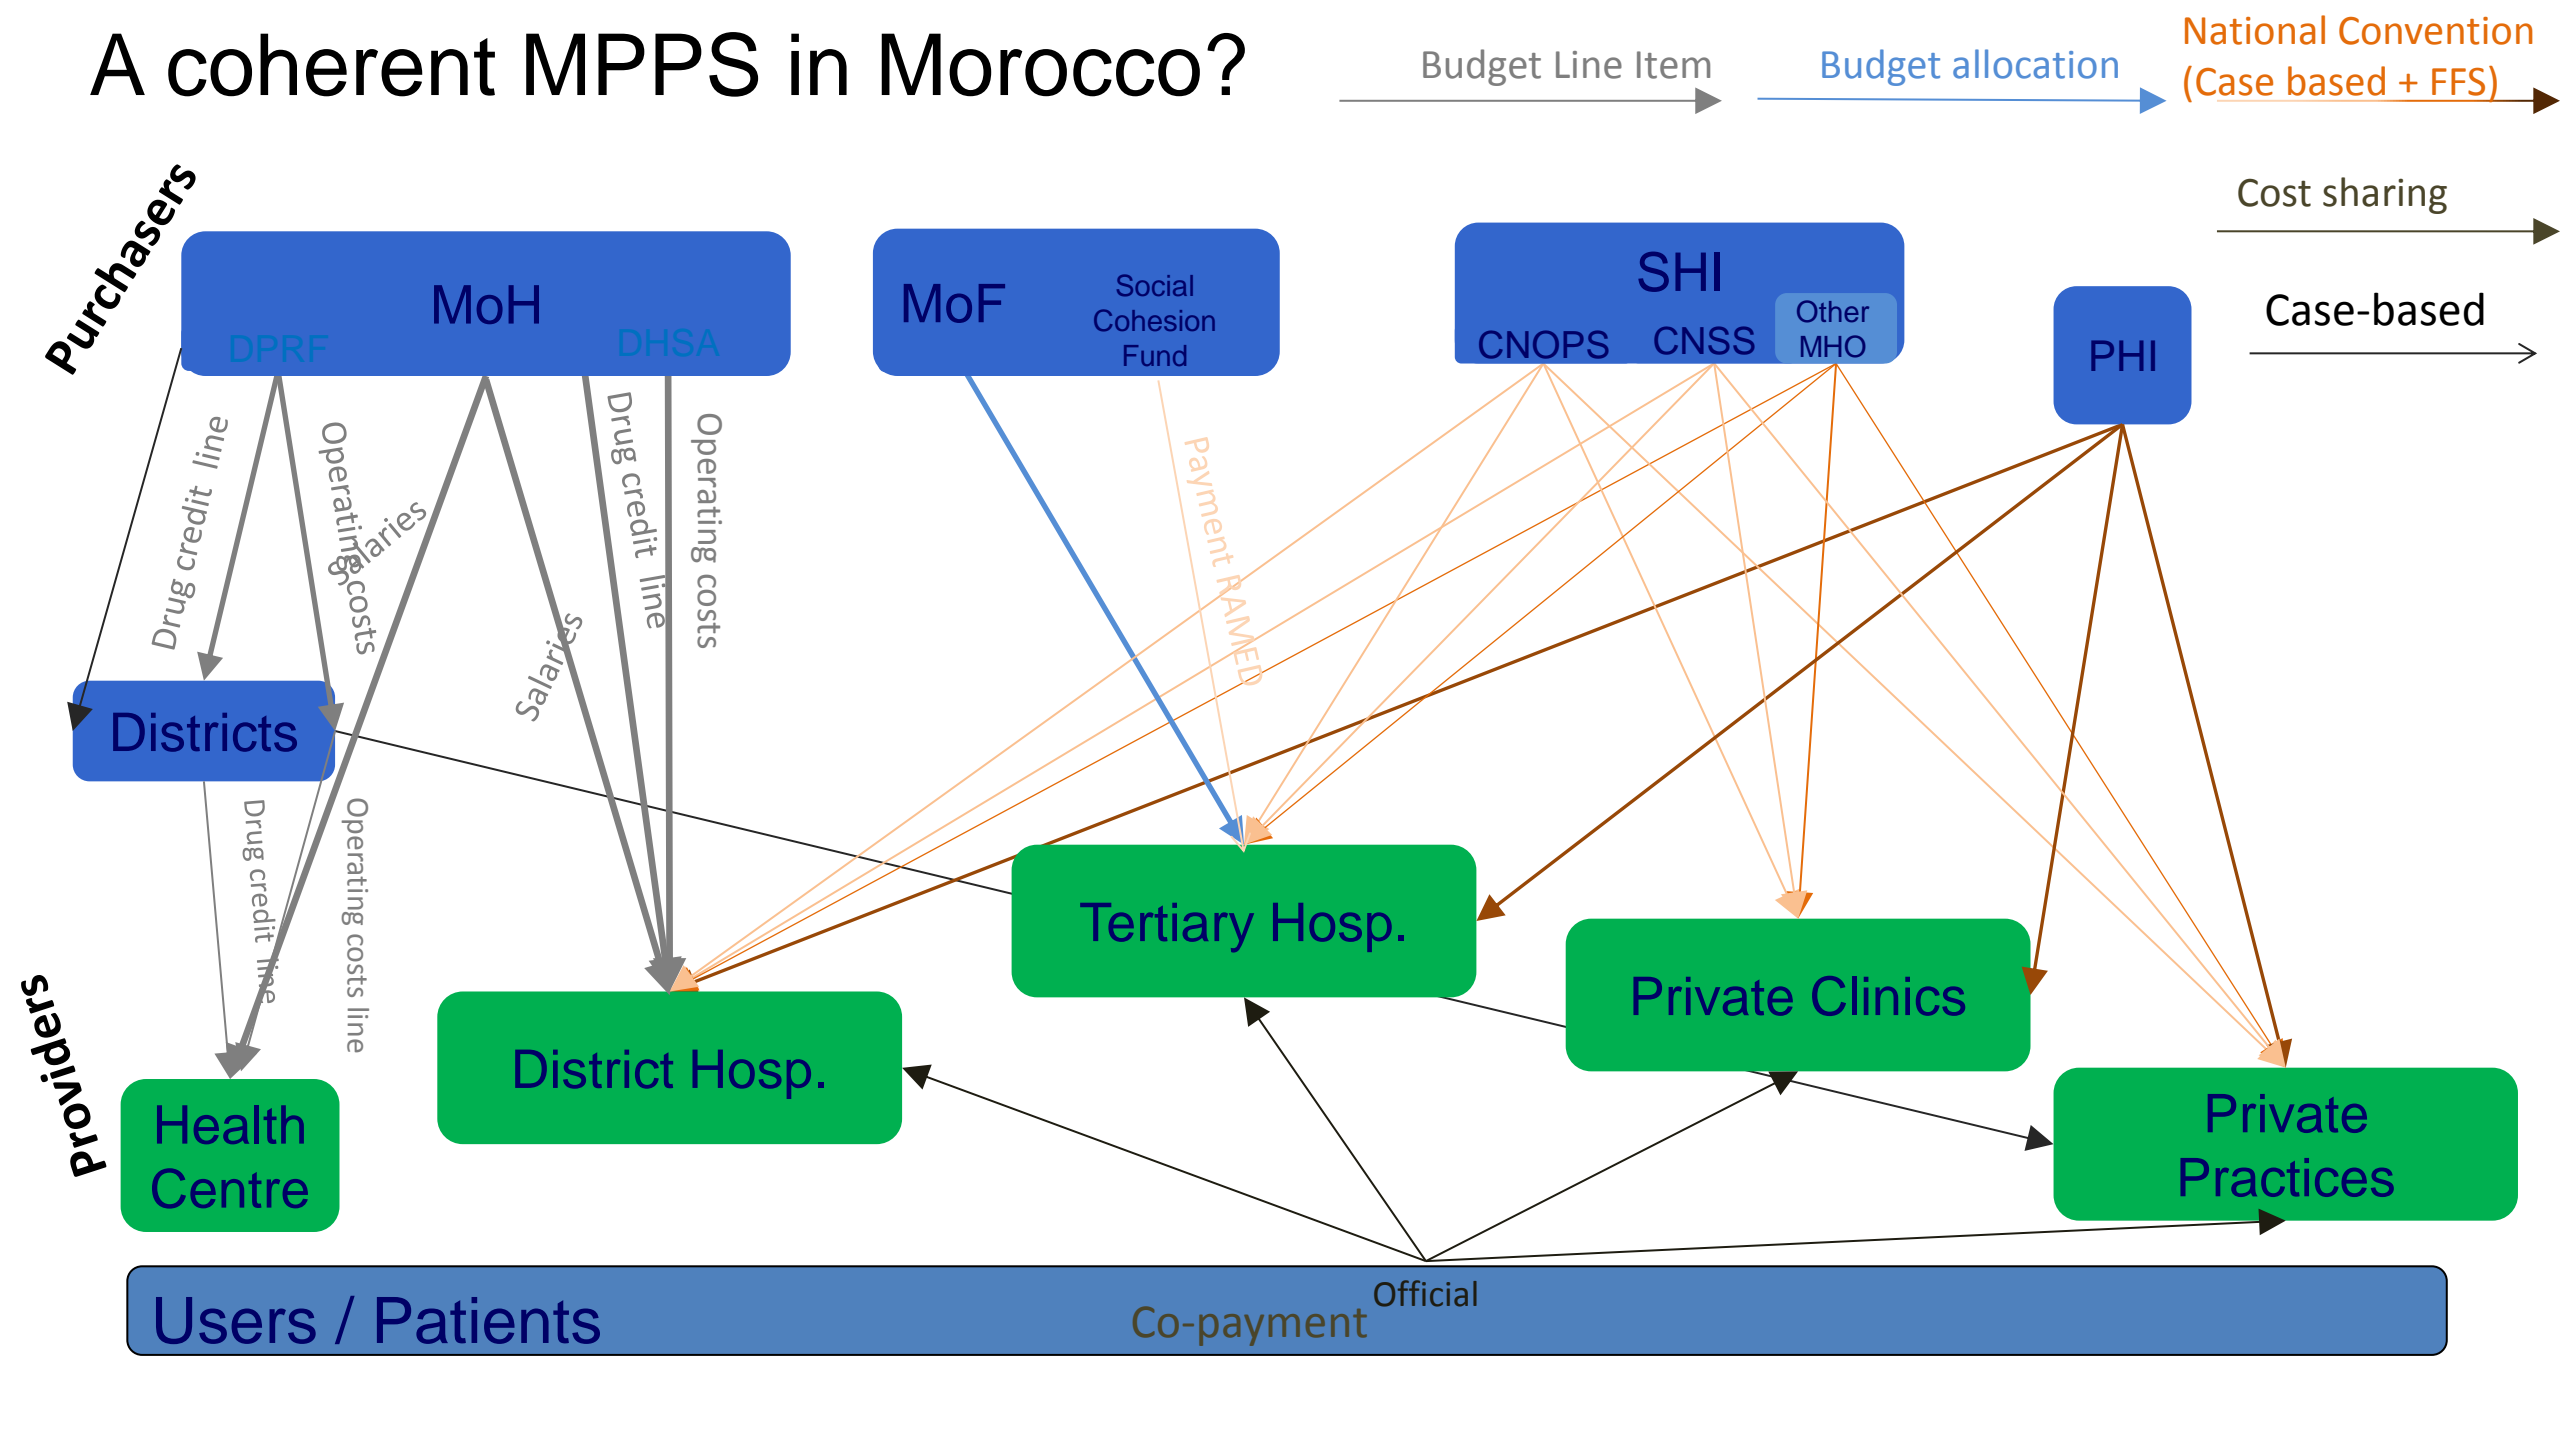 A coherent MPPS in Morocco?
Budget Line Item
Budget allocation
National Convention
(Case based + FFS)
Cost sharing
Case-based
Purchasers
MoH
DPRF
DHSA
MoF
Social
Cohesion
Fund
SHI
CNOPS
CNSS
Other
MHO
PHI
Drug credit line
Operating costs
Salaries
Salaries
Drug credit line
Operating costs
Payment RAMED
Districts
Drug credit line
Operating costs line
Providers
Tertiary Hosp.
Private Clinics
District Hosp.
Health
Centre
Private
Practices
Official
Users / Patients
Co-payment